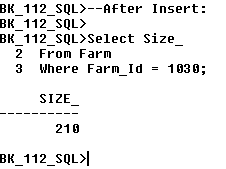 BK_112_SQL>--After Insert:
BK_112_SQL>
BK_112_SQL>Select Size_
2 From Farm
3 Where Farm_Id = 1030;
SIZE_
----------
210
BK_112_SQL>